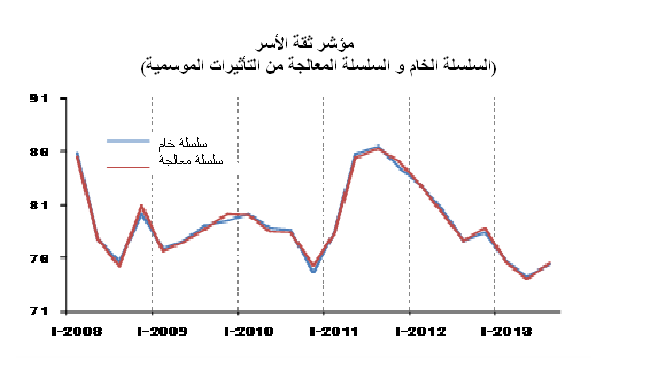 مؤشر ثقة الأسر
(السلسلة الخام و السلسلة المعالجة من التأثيرات الموسمية)
91
86
81
76
71
سلسلة خام
سلسلة معالجة
I-2008 I-2009 I-2010 I-2011 I-2012 I-2013